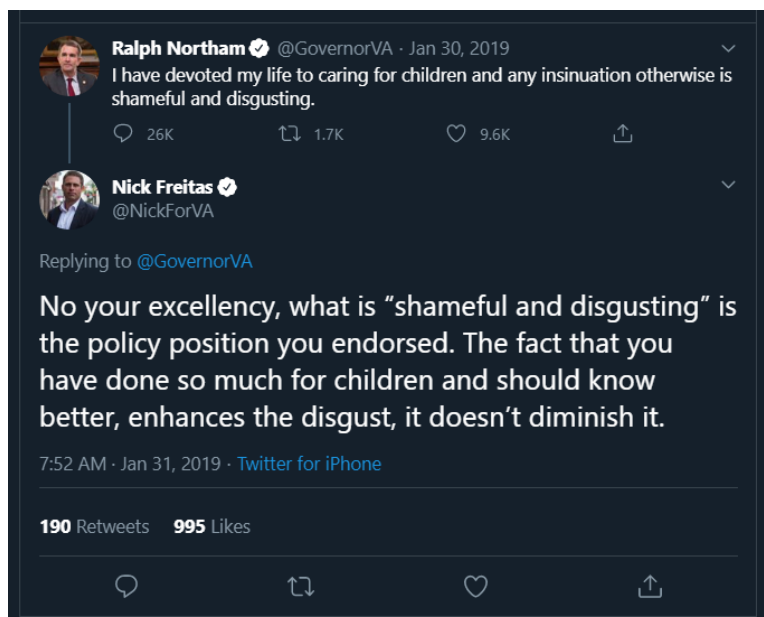 Ralph Northam @GovernorVA · Jan 30, 2019
I have devoted my life to caring for children and any insinuation otherwise is
shameful and disgusting.
26K 1.7K 9.6K
Nick Freitas
@NickForVA
Replying to @GovernorVA
No your excellency, what is “shameful and disgusting” is
the policy position you endorsed. The fact that you
have done so much for children and should know
better, enhances the disgust, it doesn’t diminish it.
7:52 AM · Jan 31, 2019 · Twitter for iPhone
190 Retweets 995 Likes